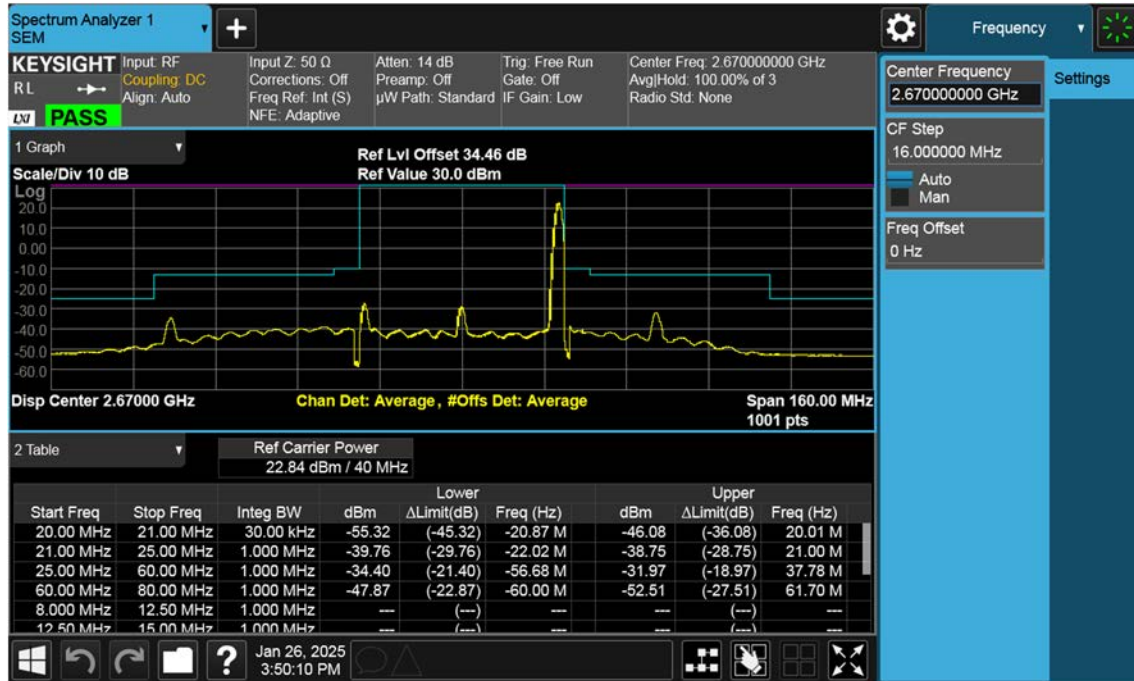 Spectrum Analyzer 1
SEM
Frequency
KEYSIGHT
R L
LXI PASS
Input: RF
Coupling: DC
Align: Auto
Input Z: 50 Ω
Corrections: Off
Freq Ref: Int (S)
NFE: Adaptive
Atten: 14 dB
Preamp: Off
µW Path: Standard
Trig: Free Run
Gate: Off
IF Gain: Low
Center Freq: 2.670000000 GHz
Avg|Hold: 100.00% of 3
Radio Std: None
Center Frequency
2.670000000 GHz
Settings
CF Step
16.000000 MHz
Auto
Man
Freq Offset
0 Hz
1 Graph
Ref Lvl Offset 34.46 dB
Scale/Div 10 dB
Ref Value 30.0 dBm
Log
20.0
10.0
0.00
-10.0
-20.0
-30.0
-40.0
-50.0
-60.0
Disp Center 2.67000 GHz
Chan Det: Average, #Offs Det: Average
Span 160.00 MHz
1001 pts
2 Table
Ref Carrier Power
22.84 dBm / 40 MHz
Lower Upper
Start Freq Stop Freq Integ BW dBm ΔLimit(dB) Freq (Hz) dBm ΔLimit(dB) Freq (Hz)
20.00 MHz 21.00 MHz 30.00 kHz -55.32 (-45.32) -20.87 M -46.08 (-36.08) 20.01 M
21.00 MHz 25.00 MHz 1.000 MHz -39.76 (-29.76) -22.02 M -38.75 (-28.75) 21.00 M
25.00 MHz 60.00 MHz 1.000 MHz -34.40 (-21.40) -56.68 M -31.97 (-18.97) 37.78 M
60.00 MHz 80.00 MHz 1.000 MHz -47.87 (-22.87) -60.00 M -52.51 (-27.51) 61.70 M
8.000 MHz 12.50 MHz 1.000 MHz --- (---) --- --- (---) ---
12.50 MHz 15.00 MHz 1.000 MHz --- (---) --- --- (---) ---
Jan 26, 2025
3:50:10 PM